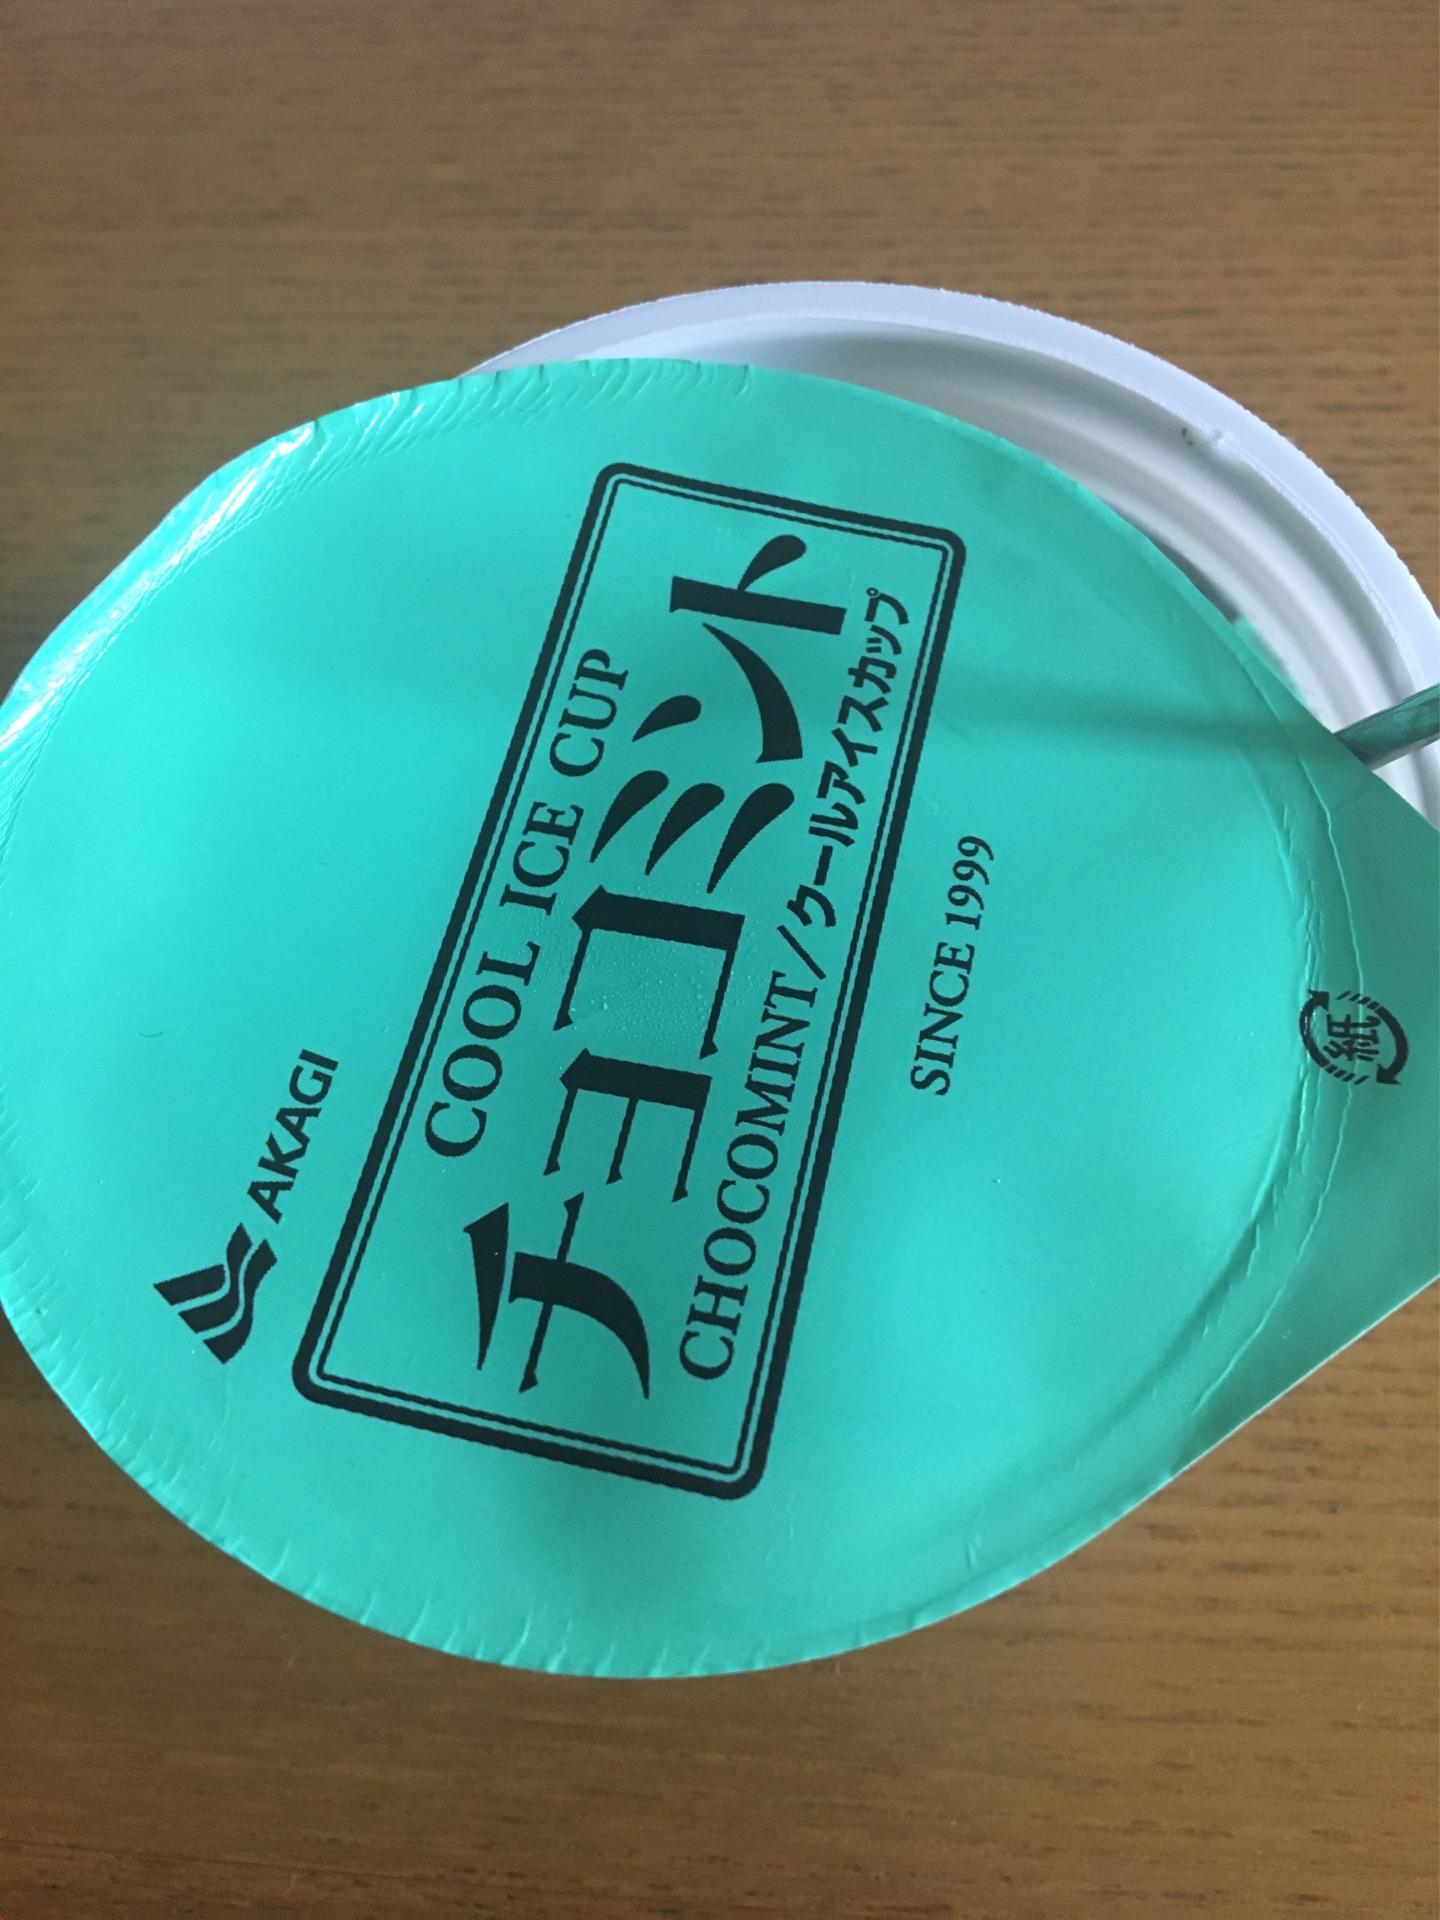 AKAGI
COOL ICE CUP
チョコミント
CHOCOMINT/クールアイスカップ
SINCE 1999
紙